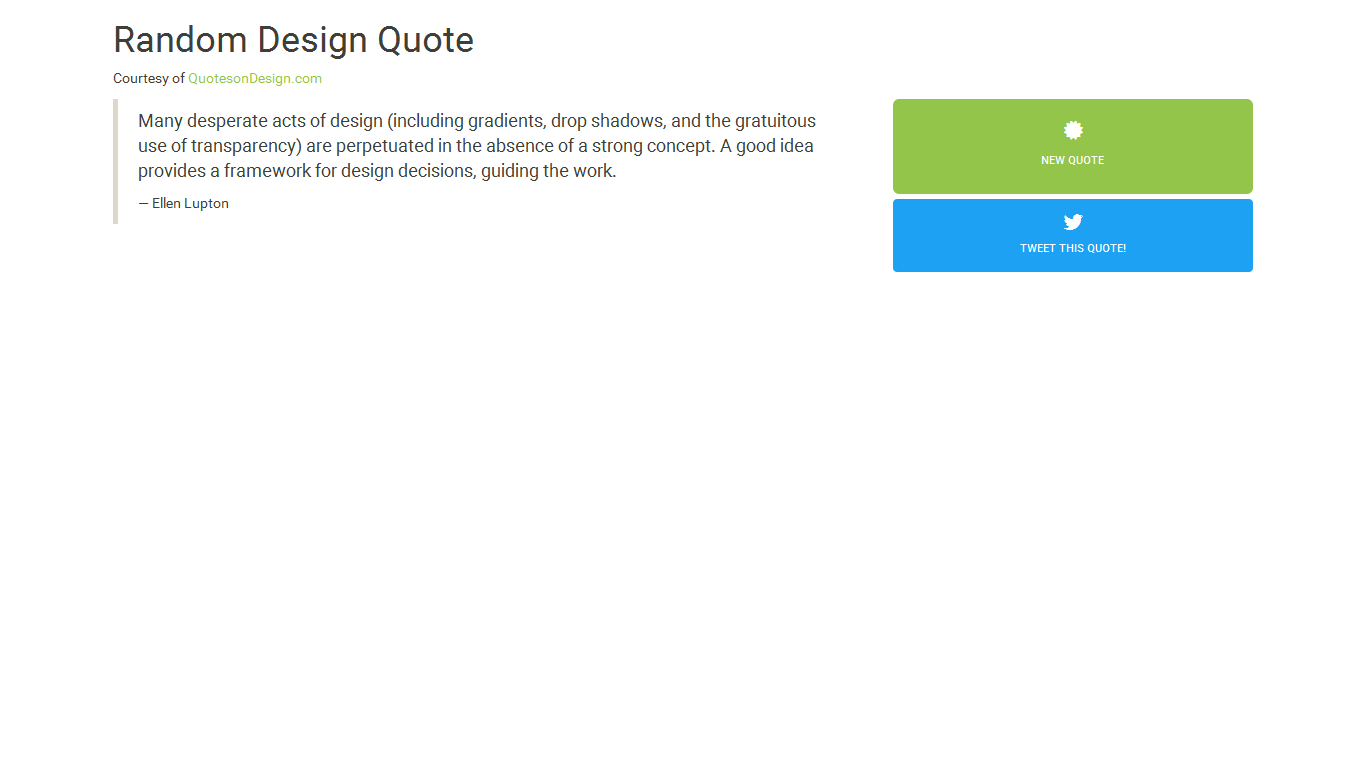 Random Design Quote
Courtesy of QuotesonDesign.com
Many desperate acts of design (including gradients, drop shadows, and the gratuitous
use of transparency) are perpetuated in the absence of a strong concept. A good idea
provides a framework for design decisions, guiding the work.
— Ellen Lupton
NEW QUOTE
TWEET THIS QUOTE!